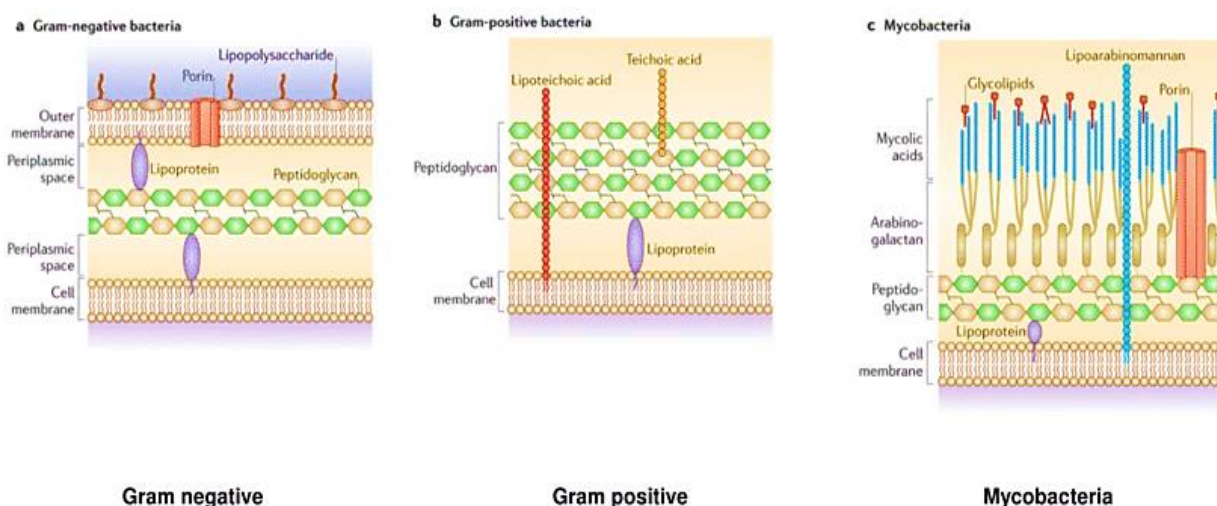 a Gram-negative bacteria
Lipopolysaccharide
Porin
Outer
membrane
Periplasmic
space
Lipoprotein
Peptidoglycan
Periplasmic
space
Cell
membrane
b Gram-positive bacteria
Teichoic acid
Lipoteichoic acid
Peptidoglycan
Lipoprotein
Cell
membrane
c Mycobacteria
Lipoarabinomannan
Glycolipids
Porin
Mycolic
acids
Arabino-
galactan
Peptido-
glycan
Lipoprotein
Cell
membrane
Gram negative
Gram positive
Mycobacteria